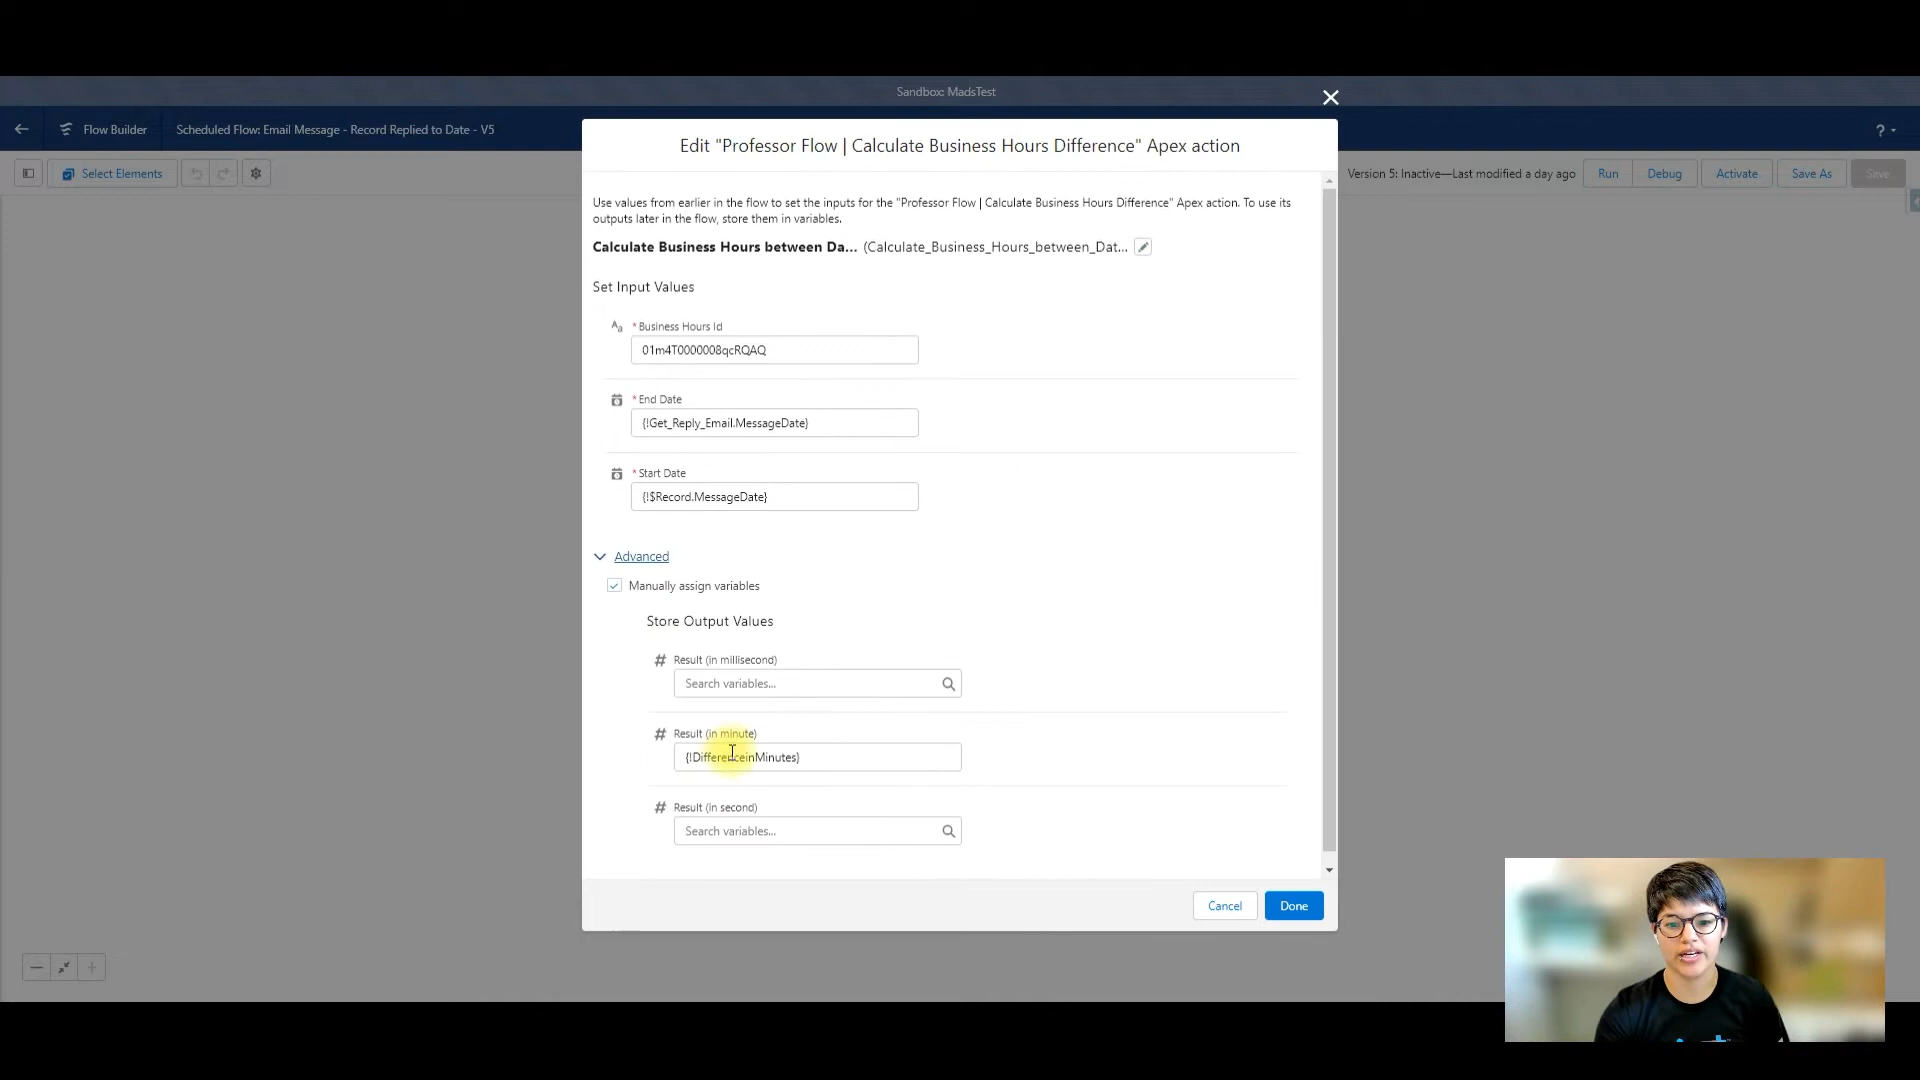 Sandbox: MadsTest
Flow Builder
Scheduled Flow: Email Message - Record Replied to Date - V5
?
Select Elements
Version 5: Inactive—Last modified a day ago
Run
Debug
Activate
Save As
Save
Edit "Professor Flow | Calculate Business Hours Difference" Apex action
Use values from earlier in the flow to set the inputs for the "Professor Flow | Calculate Business Hours Difference" Apex action. To use its
outputs later in the flow, store them in variables.
Calculate Business Hours between Da... (Calculate_Business_Hours_between_Dat...
Set Input Values
Aa * Business Hours Id
01m4T0000008qcRQAQ
* End Date
{!Get_Reply_Email.MessageDate}
* Start Date
{!$Record.MessageDate}
Advanced
Manually assign variables
Store Output Values
# Result (in millisecond)
Search variables...
# Result (in minute)
{!DifferenceinMinutes}
# Result (in second)
Search variables...
Cancel
Done